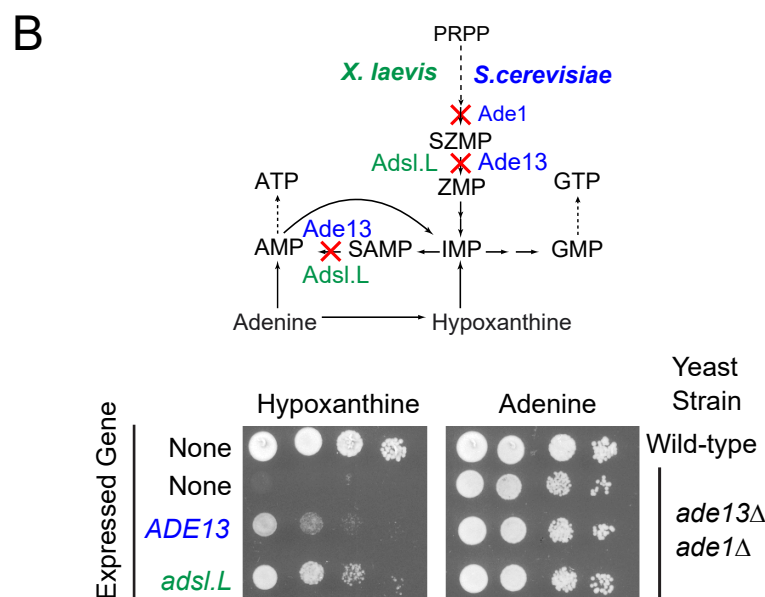 B
PRPP
X. laevis S.cerevisiae
Ade1
SZMP
Adsl.L Ade13
ATP ZMP GTP
Ade13
AMP SAMP IMP GMP
Adsl.L
Adenine Hypoxanthine
Yeast
Strain
Hypoxanthine Adenine
Expressed Gene
None Wild-type
None
ADE13
adsl.L
ade13Δ
ade1Δ